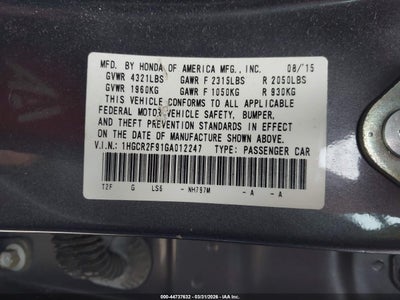 MFD. BY HONDA OF AMERICA MFG., INC. 08/'15
GVWR 4321LBS GAWR F 2315LBS R 2050LBS
GVWR 1960KG GAWR F 1050KG R 930KG
THIS VEHICLE CONFORMS TO ALL APPLICABLE
FEDERAL MOTOR VEHICLE SAFETY, BUMPER,
AND THEFT PREVENTION STANDARDS IN EFFECT
ON THE DATE OF MANUFACTURE SHOWN ABOVE.
V.I.N.: 1HGCR2F91GA012247 TYPE: PASSENGER CAR
12F G LS6 - NH797M - A - A
000-44737632 - 03/31/2026 - IAA, LLC